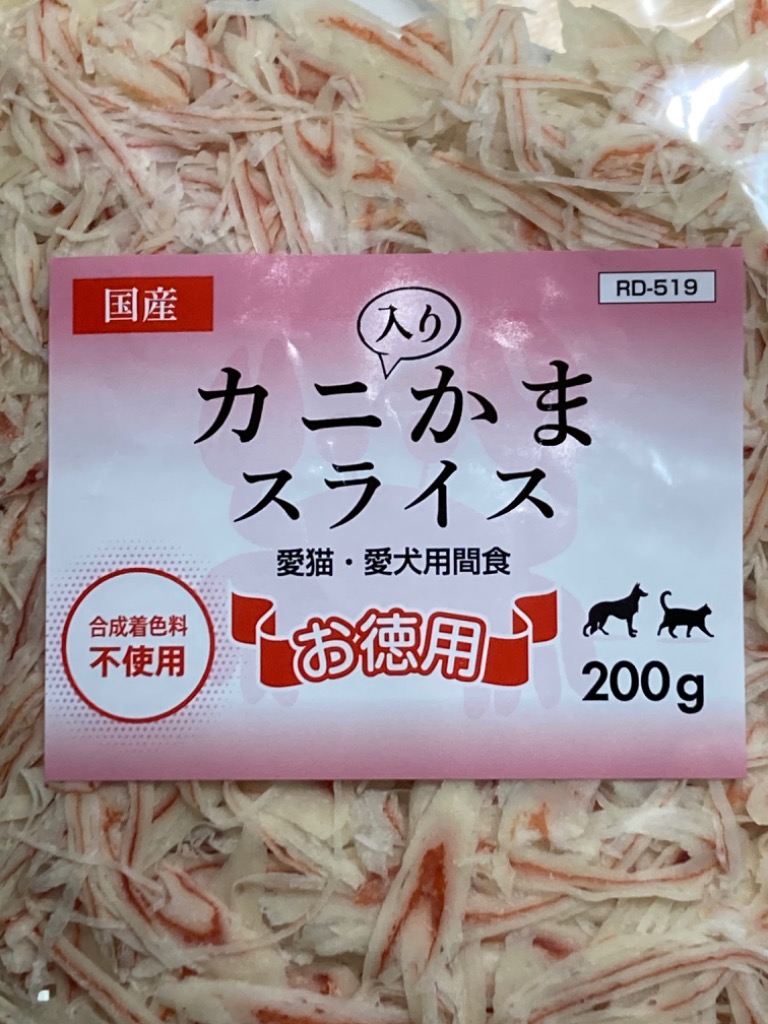 国産
RD-519
入り
カニかま
スライス
愛猫・愛犬用間食
合成着色料
不使用
お徳用
200g